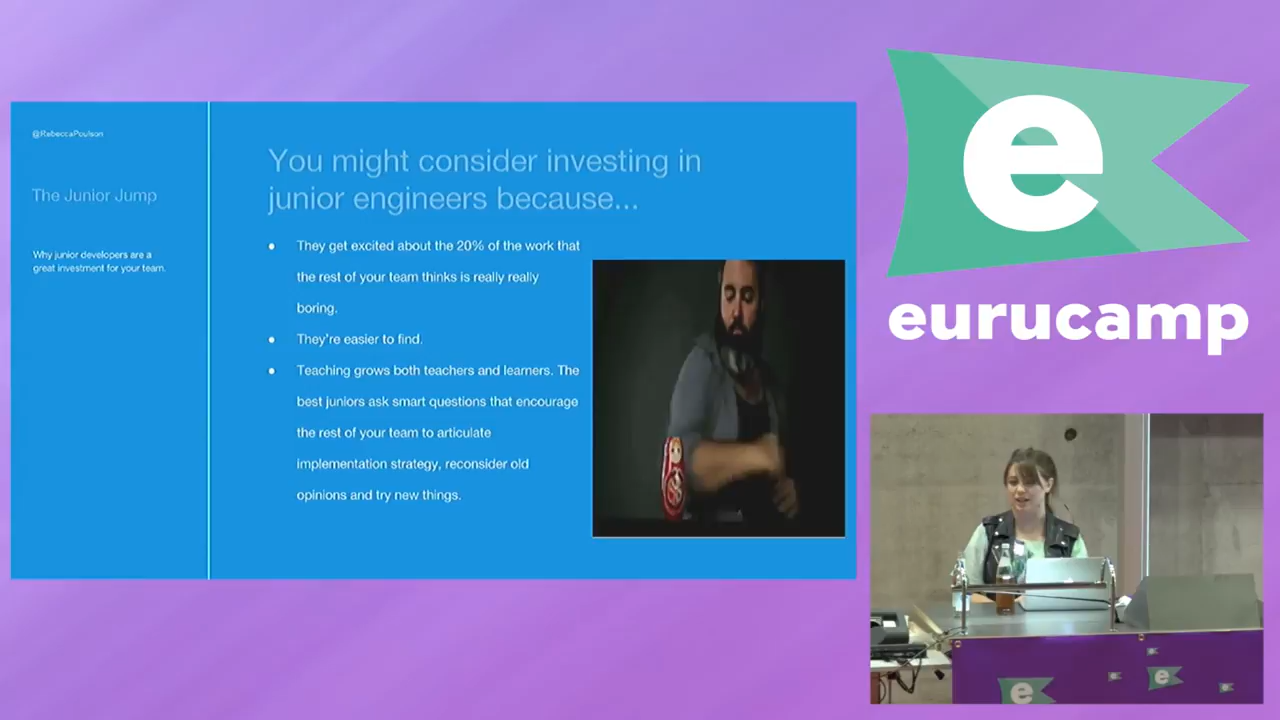 @RebeccaPoulson
The Junior Jump
Why junior developers are a
great investment for your team.
You might consider investing in
junior engineers because...
They get excited about the 20% of the work that
the rest of your team thinks is really really
boring.
They're easier to find.
Teaching grows both teachers and learners. The
best juniors ask smart questions that encourage
the rest of your team to articulate
implementation strategy, reconsider old
opinions and try new things.
e
eurucamp
e
e
e
e
e